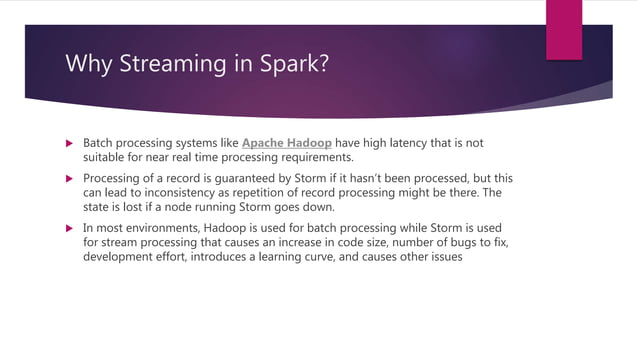 Why Streaming in Spark?
Batch processing systems like Apache Hadoop have high latency that is not
suitable for near real time processing requirements.
Processing of a record is guaranteed by Storm if it hasn’t been processed, but this
can lead to inconsistency as repetition of record processing might be there. The
state is lost if a node running Storm goes down.
In most environments, Hadoop is used for batch processing while Storm is used
for stream processing that causes an increase in code size, number of bugs to fix,
development effort, introduces a learning curve, and causes other issues